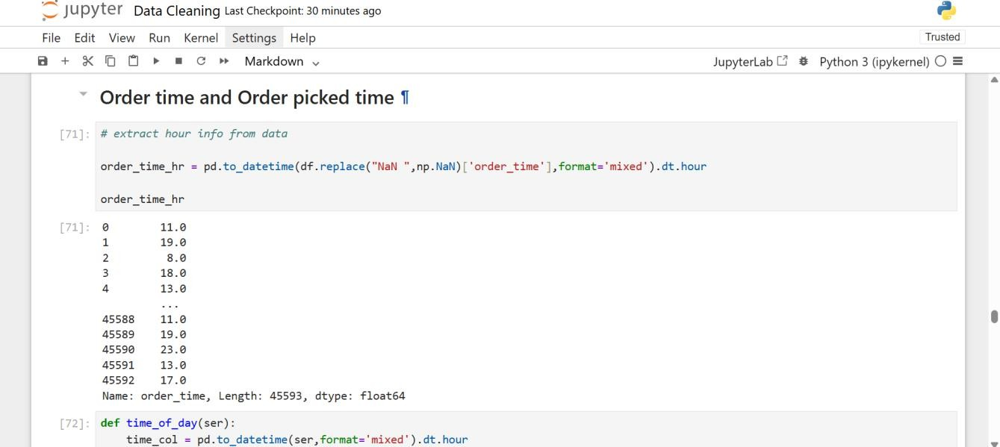 jupyter Data Cleaning Last Checkpoint: 30 minutes ago
File Edit View Run Kernel Settings Help Trusted
Markdown JupyterLab Python 3 (ipykernel)
Order time and Order picked time ¶
[71]: # extract hour info from data
order_time_hr = pd.to_datetime(df.replace("NaN ",np.NaN)['order_time'],format='mixed').dt.hour
order_time_hr
[71]: 0 11.0
1 19.0
2 8.0
3 18.0
4 13.0
...
45588 11.0
45589 19.0
45590 23.0
45591 13.0
45592 17.0
Name: order_time, Length: 45593, dtype: float64
[72]: def time_of_day(ser):
time_col = pd.to_datetime(ser,format='mixed').dt.hour